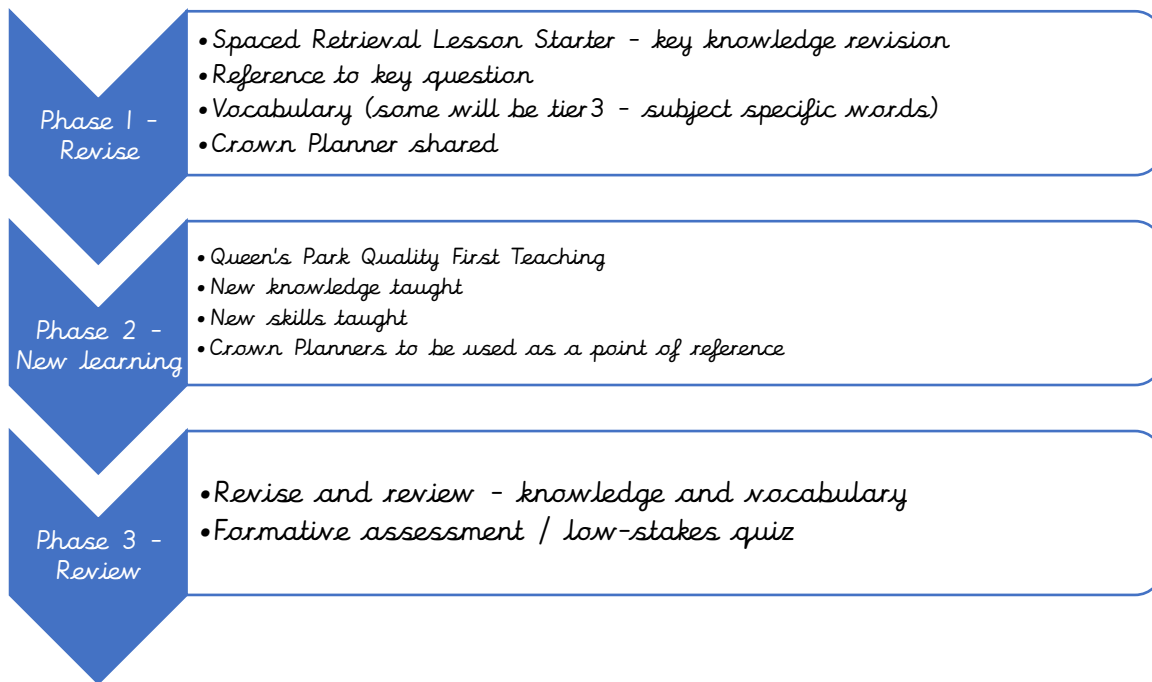 Phase 1 -
Revise
•Spaced Retrieval Lesson Starter - key knowledge revision
•Reference to key question
•Vocabulary (some will be tier3 - subject specific words)
•Crown Planner shared
Phase 2 -
New learning
•Queen's Park Quality First Teaching
•New knowledge taught
•New skills taught
•Crown Planners to be used as a point of reference
Phase 3 -
Review
•Revise and review - knowledge and vocabulary
•Formative assessment / low-stakes quiz